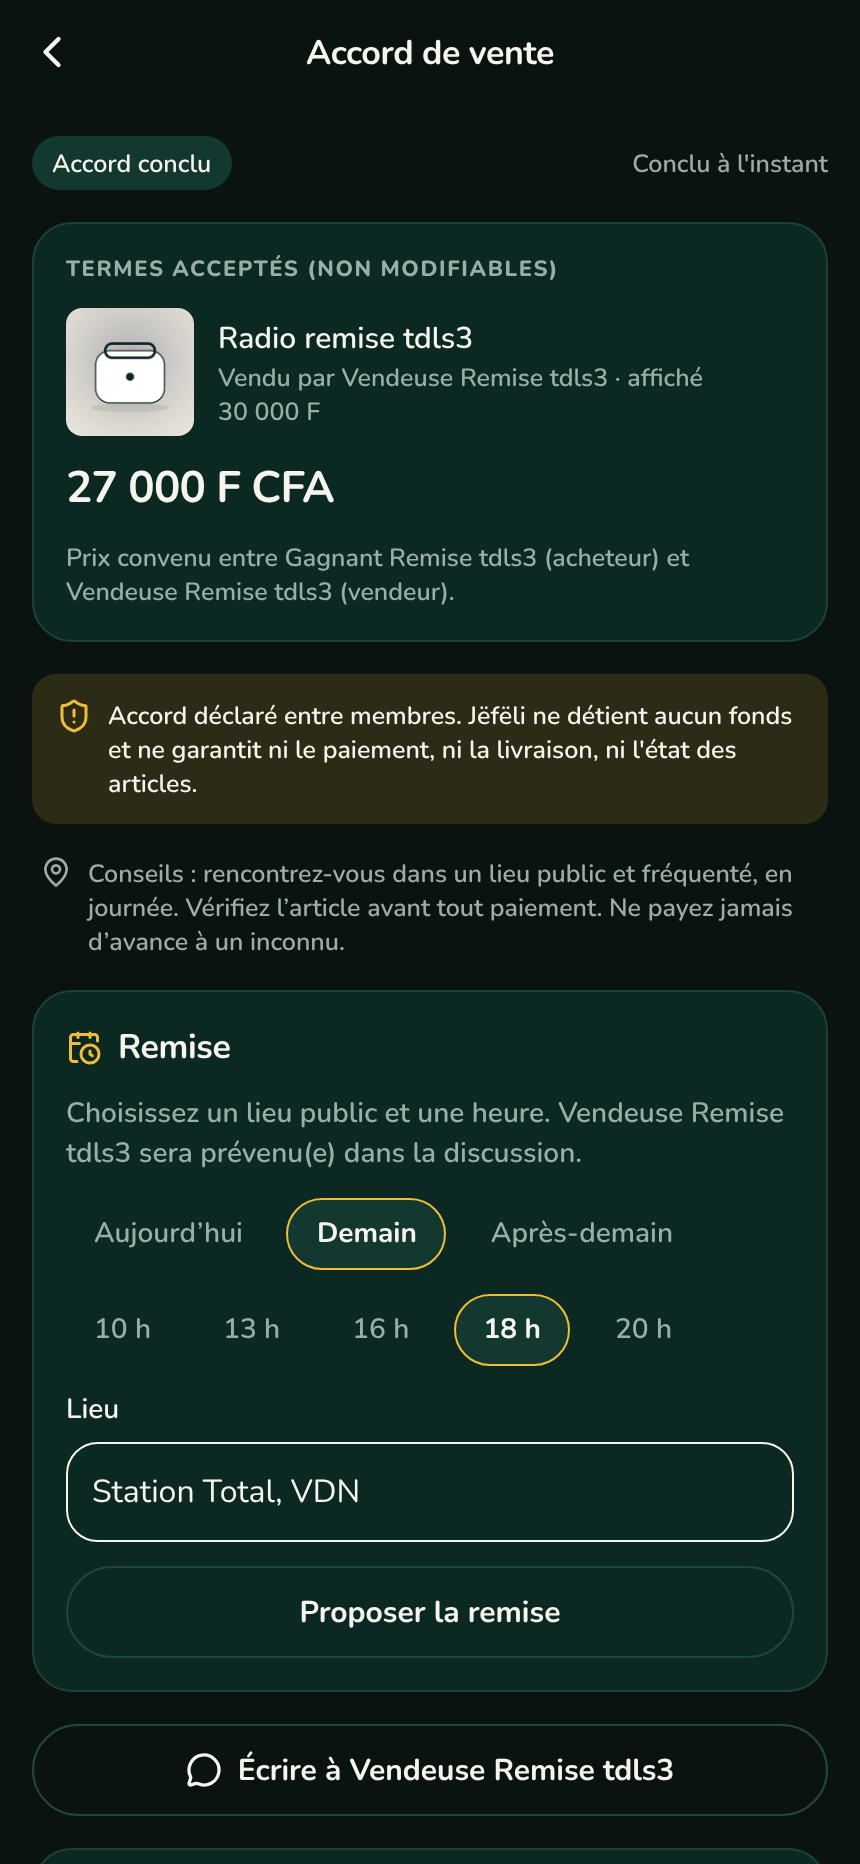 Accord de vente
Accord conclu
Conclu à l'instant
TERMES ACCEPTÉS (NON MODIFIABLES)
Radio remise tdls3
Vendu par Vendeuse Remise tdls3 · affiché
30 000 F
27 000 F CFA
Prix convenu entre Gagnant Remise tdls3 (acheteur) et
Vendeuse Remise tdls3 (vendeur).
Accord déclaré entre membres. Jëfëli ne détient aucun fonds
et ne garantit ni le paiement, ni la livraison, ni l'état des
articles.
Conseils : rencontrez-vous dans un lieu public et fréquenté, en
journée. Vérifiez l’article avant tout paiement. Ne payez jamais
d’avance à un inconnu.
Remise
Choisissez un lieu public et une heure. Vendeuse Remise
tdls3 sera prévenu(e) dans la discussion.
Aujourd’hui Demain Après-demain
10 h 13 h 16 h 18 h 20 h
Lieu
Station Total, VDN
Proposer la remise
Écrire à Vendeuse Remise tdls3